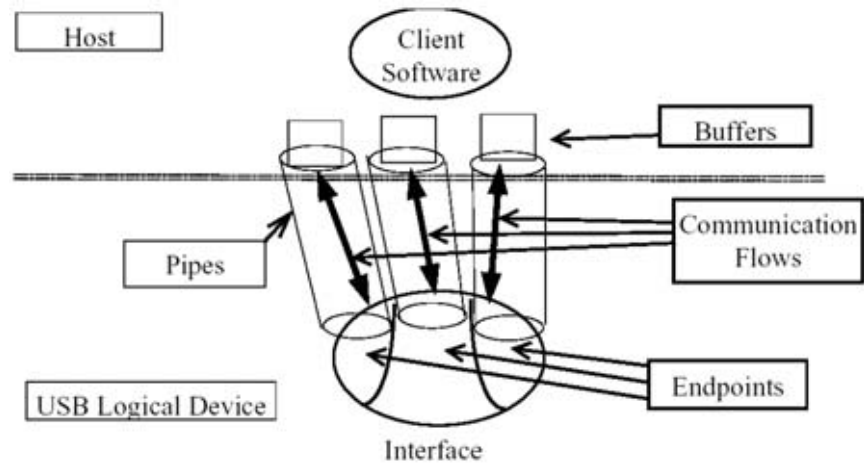 Host
Client
Software
Buffers
Communication
Flows
Pipes
Endpoints
USB Logical Device
Interface